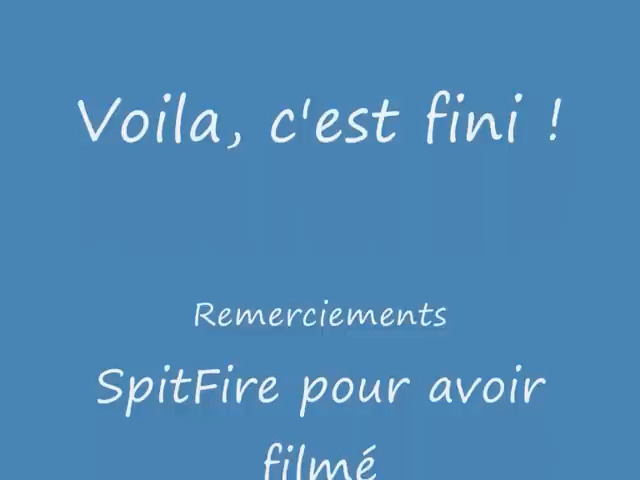 Voila, c'est fini !
Remerciements
SpitFire pour avoir
filmé